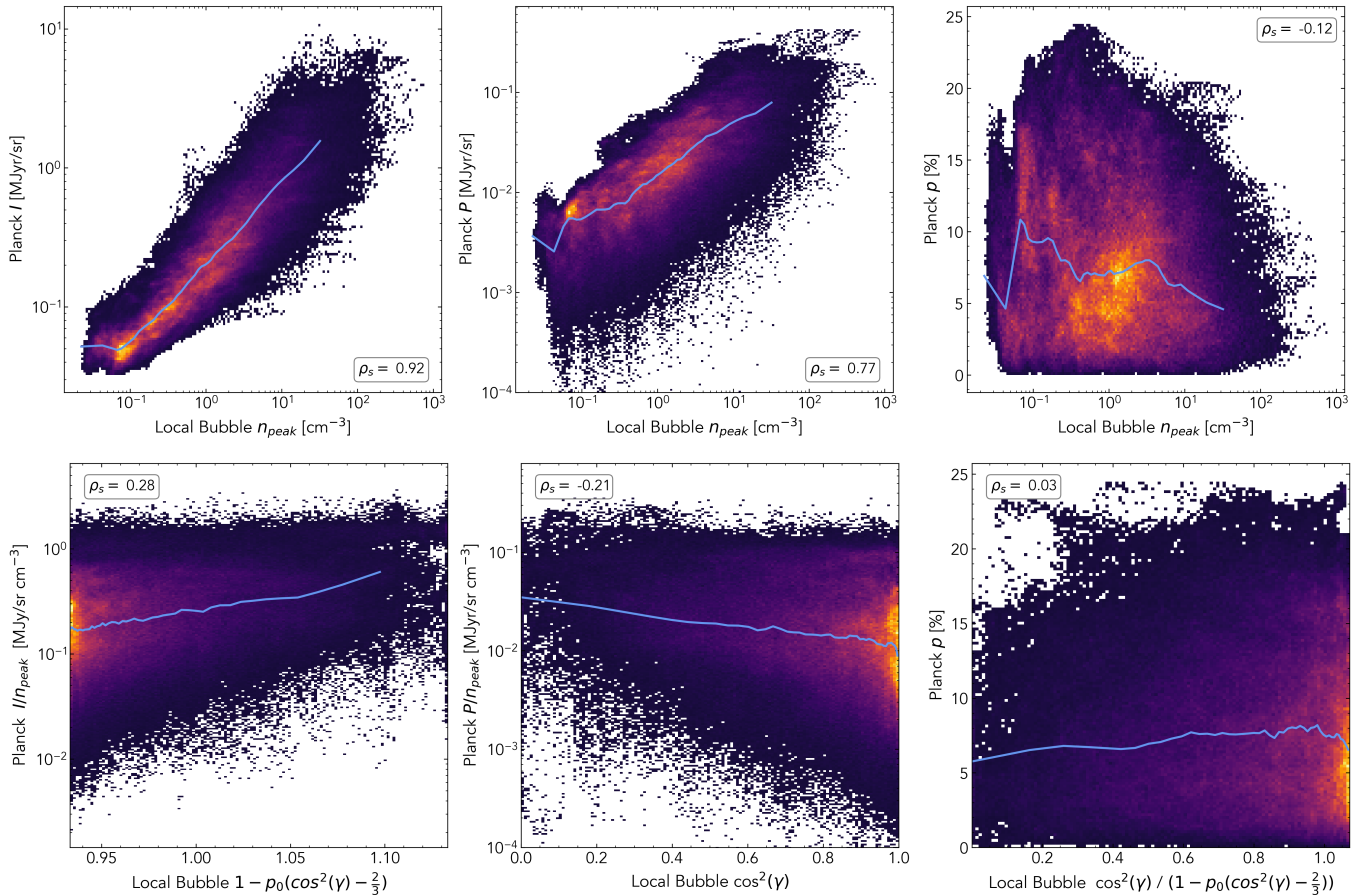 10¹
10⁰
10⁻¹
Planck I [MJyr/sr]
ρₛ = 0.92
10⁻¹ 10⁰ 10¹ 10² 10³
Local Bubble n_peak [cm⁻³]
10⁻¹
10⁻²
10⁻³
10⁻⁴
Planck P [MJyr/sr]
ρₛ = 0.77
10⁻¹ 10⁰ 10¹ 10² 10³
Local Bubble n_peak [cm⁻³]
25
20
15
10
5
0
Planck p [%]
ρₛ = -0.12
10⁻¹ 10⁰ 10¹ 10² 10³
Local Bubble n_peak [cm⁻³]
10⁰
10⁻¹
10⁻²
Planck I/n_peak [MJy/sr cm⁻³]
ρₛ = 0.28
0.95 1.00 1.05 1.10
Local Bubble 1 − p₀(cos²(γ) − 2/3)
10⁻¹
10⁻²
10⁻³
10⁻⁴
Planck P/n_peak [MJyr/sr cm⁻³]
ρₛ = -0.21
0.0 0.2 0.4 0.6 0.8 1.0
Local Bubble cos²(γ)
25
20
15
10
5
0
Planck p [%]
ρₛ = 0.03
0.2 0.4 0.6 0.8 1.0
Local Bubble cos²(γ) / (1 − p₀(cos²(γ) − 2/3))